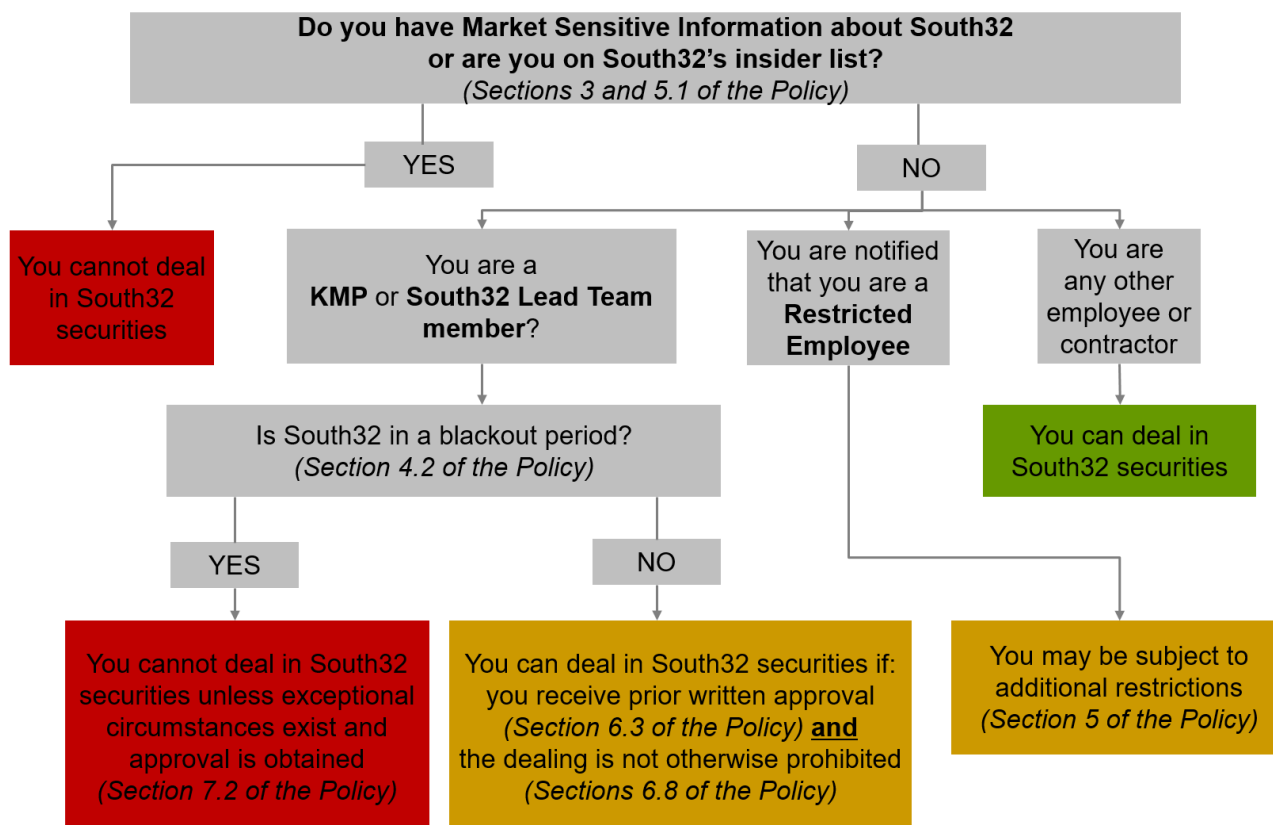 Do you have Market Sensitive Information about South32
or are you on South32’s insider list?
(Sections 3 and 5.1 of the Policy)
YES
NO
You cannot deal
in South32
securities
You are a
KMP or South32 Lead Team
member?
You are notified
that you are a
Restricted
Employee
You are
any other
employee or
contractor
Is South32 in a blackout period?
(Section 4.2 of the Policy)
You can deal in
South32 securities
YES
NO
You cannot deal in South32
securities unless exceptional
circumstances exist and
approval is obtained
(Section 7.2 of the Policy)
You can deal in South32 securities if:
you receive prior written approval
(Section 6.3 of the Policy) and
the dealing is not otherwise prohibited
(Sections 6.8 of the Policy)
You may be subject to
additional restrictions
(Section 5 of the Policy)